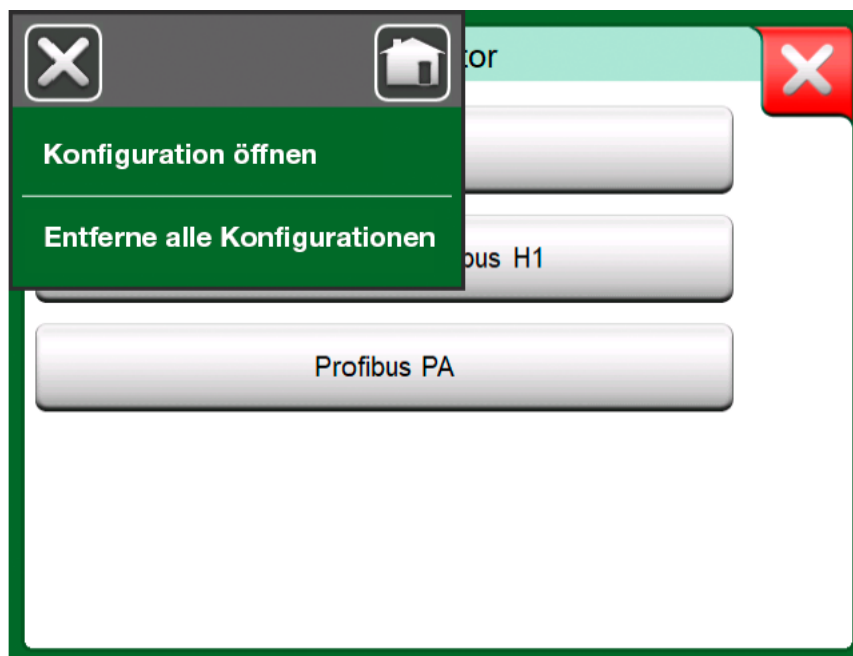 tor
Konfiguration öffnen
Entferne alle Konfigurationen
bus H1
Profibus PA